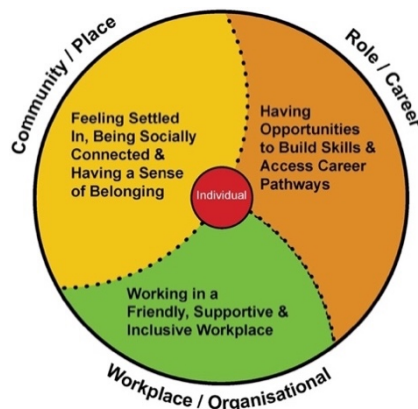 Community / Place
Role / Career
Feeling Settled
In, Being Socially
Connected &
Having a Sense
of Belonging
Having
Opportunities
to Build Skills &
Access Career
Pathways
Individual
Working in a
Friendly, Supportive &
Inclusive Workplace
Workplace / Organisational